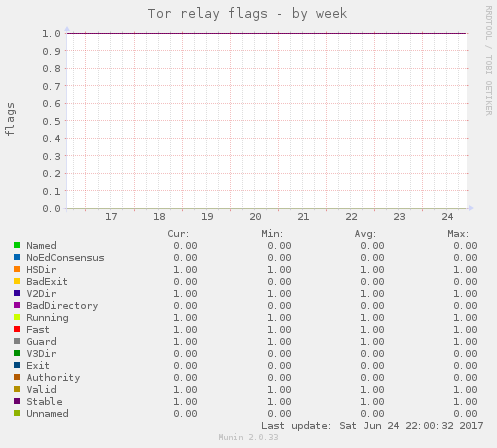 Tor relay flags - by week
RRDTOOL / TOBI OETIKER
flags
1.0
0.9
0.8
0.7
0.6
0.5
0.4
0.3
0.2
0.1
0.0
17 18 19 20 21 22 23 24
Cur: Min: Avg: Max:
Named 0.00 0.00 0.00 0.00
NoEdConsensus 0.00 0.00 0.00 0.00
HSDir 1.00 1.00 1.00 1.00
BadExit 0.00 0.00 0.00 0.00
V2Dir 1.00 1.00 1.00 1.00
BadDirectory 0.00 0.00 0.00 0.00
Running 1.00 1.00 1.00 1.00
Fast 1.00 1.00 1.00 1.00
Guard 1.00 1.00 1.00 1.00
V3Dir 0.00 0.00 0.00 0.00
Exit 0.00 0.00 0.00 0.00
Authority 0.00 0.00 0.00 0.00
Valid 1.00 1.00 1.00 1.00
Stable 1.00 1.00 1.00 1.00
Unnamed 0.00 0.00 0.00 0.00
Last update: Sat Jun 24 22:00:32 2017
Munin 2.0.33